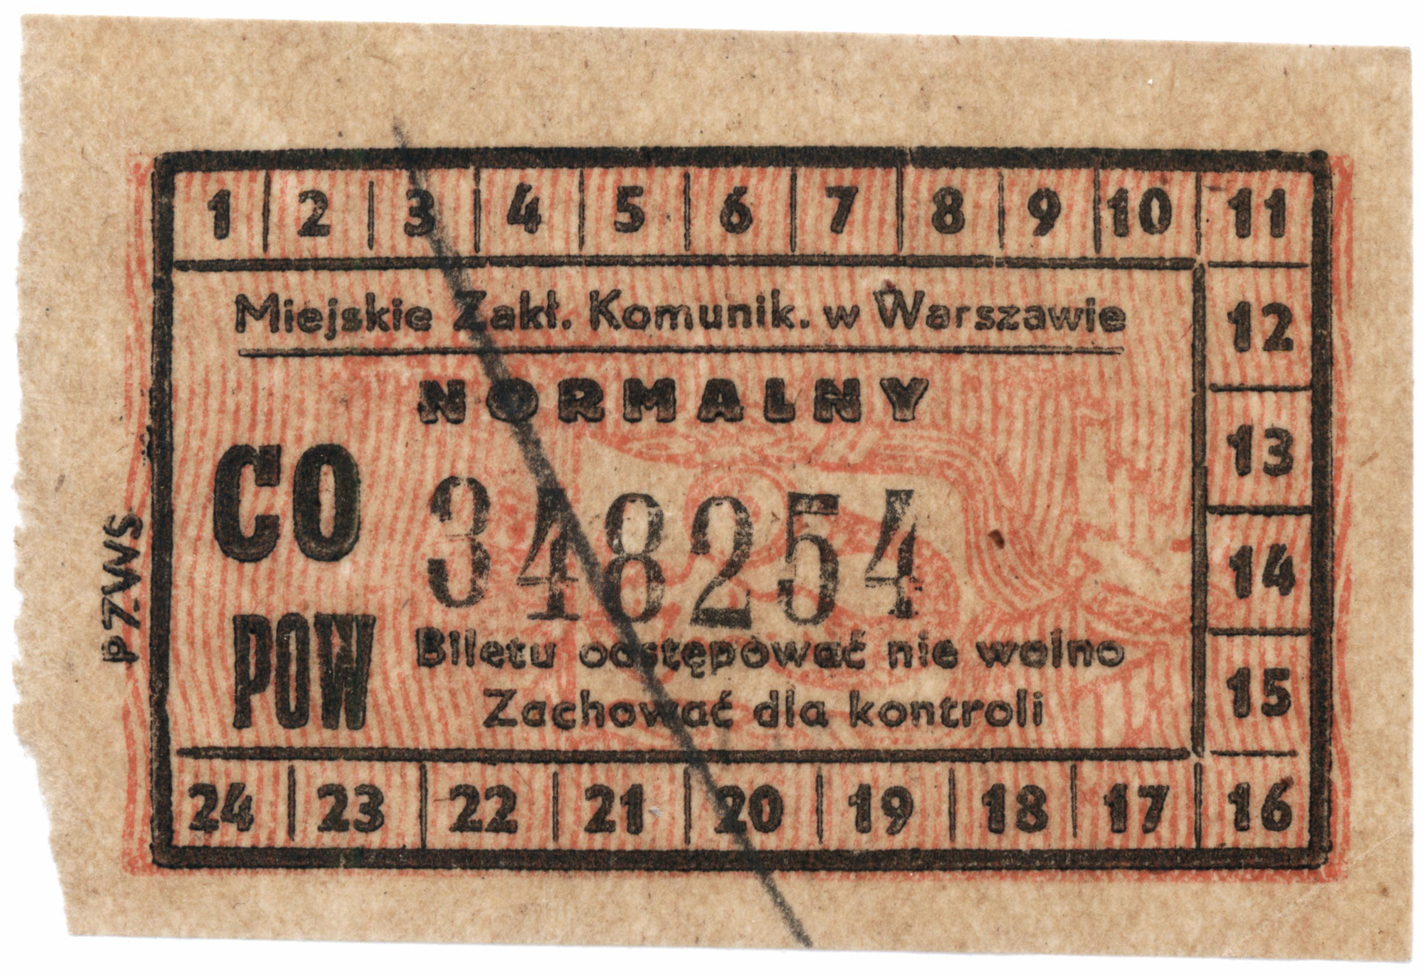 1 2 3 4 5 6 7 8 9 10 11
Miejskie Zakł. Komunik. w Warszawie
12
NORMALNY
13
CO
348254
14
POW
Biletu odstępować nie wolno
Zachować dla kontroli
15
24 23 22 21 20 19 18 17 16
PZWS